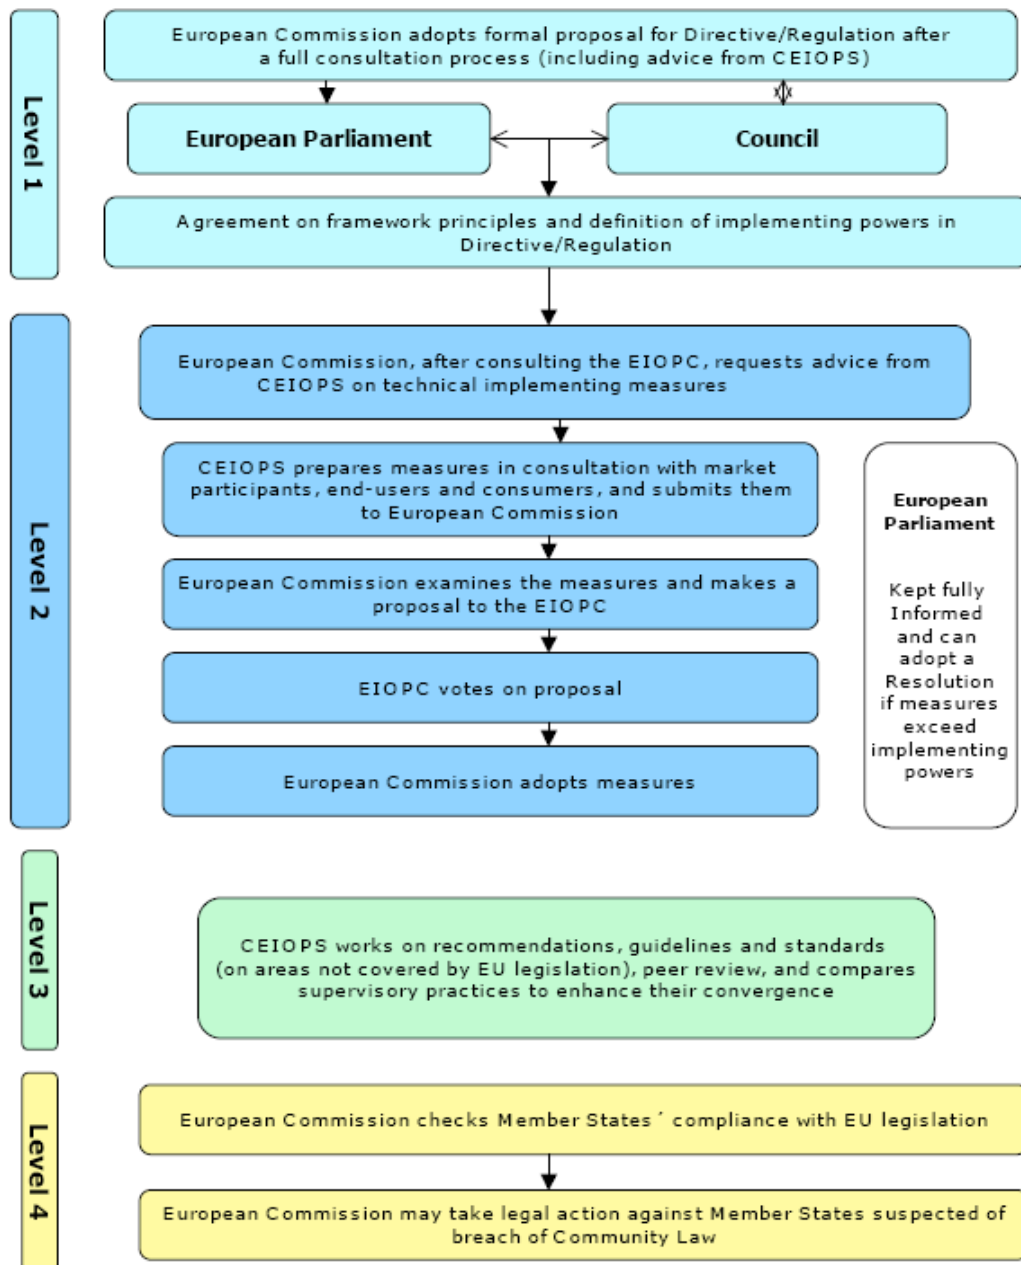 Level 1
European Commission adopts formal proposal for Directive/Regulation after
a full consultation process (including advice from CEIOPS)
European Parliament
Council
Agreement on framework principles and definition of implementing powers in
Directive/Regulation
Level 2
European Commission, after consulting the EIOPC, requests advice from
CEIOPS on technical implementing measures
CEIOPS prepares measures in consultation with market
participants, end-users and consumers, and submits them
to European Commission
European Commission examines the measures and makes a
proposal to the EIOPC
EIOPC votes on proposal
European Commission adopts measures
European
Parliament
Kept fully
Informed
and can
adopt a
Resolution
if measures
exceed
implementing
powers
Level 3
CEIOPS works on recommendations, guidelines and standards
(on areas not covered by EU legislation), peer review, and compares
supervisory practices to enhance their convergence
Level 4
European Commission checks Member States´ compliance with EU legislation
European Commission may take legal action against Member States suspected of
breach of Community Law